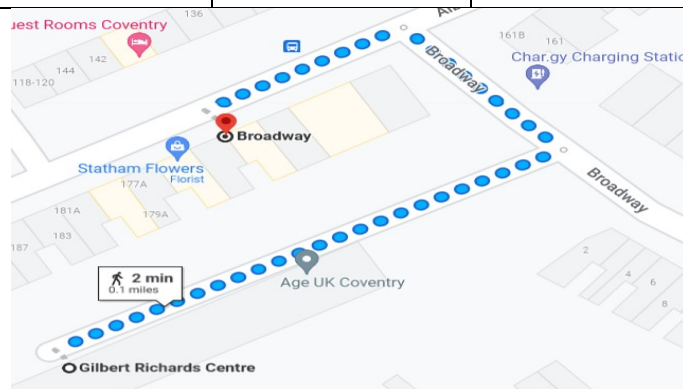 uest Rooms Coventry
136
142
144
118-120
161B
161
Char.gy Charging Static
Broadway
Broadway
Statham Flowers
Florist
177A
179A
181A
183
187
Broadway
2
4
6
8
Age UK Coventry
2 min
0.1 miles
Gilbert Richards Centre